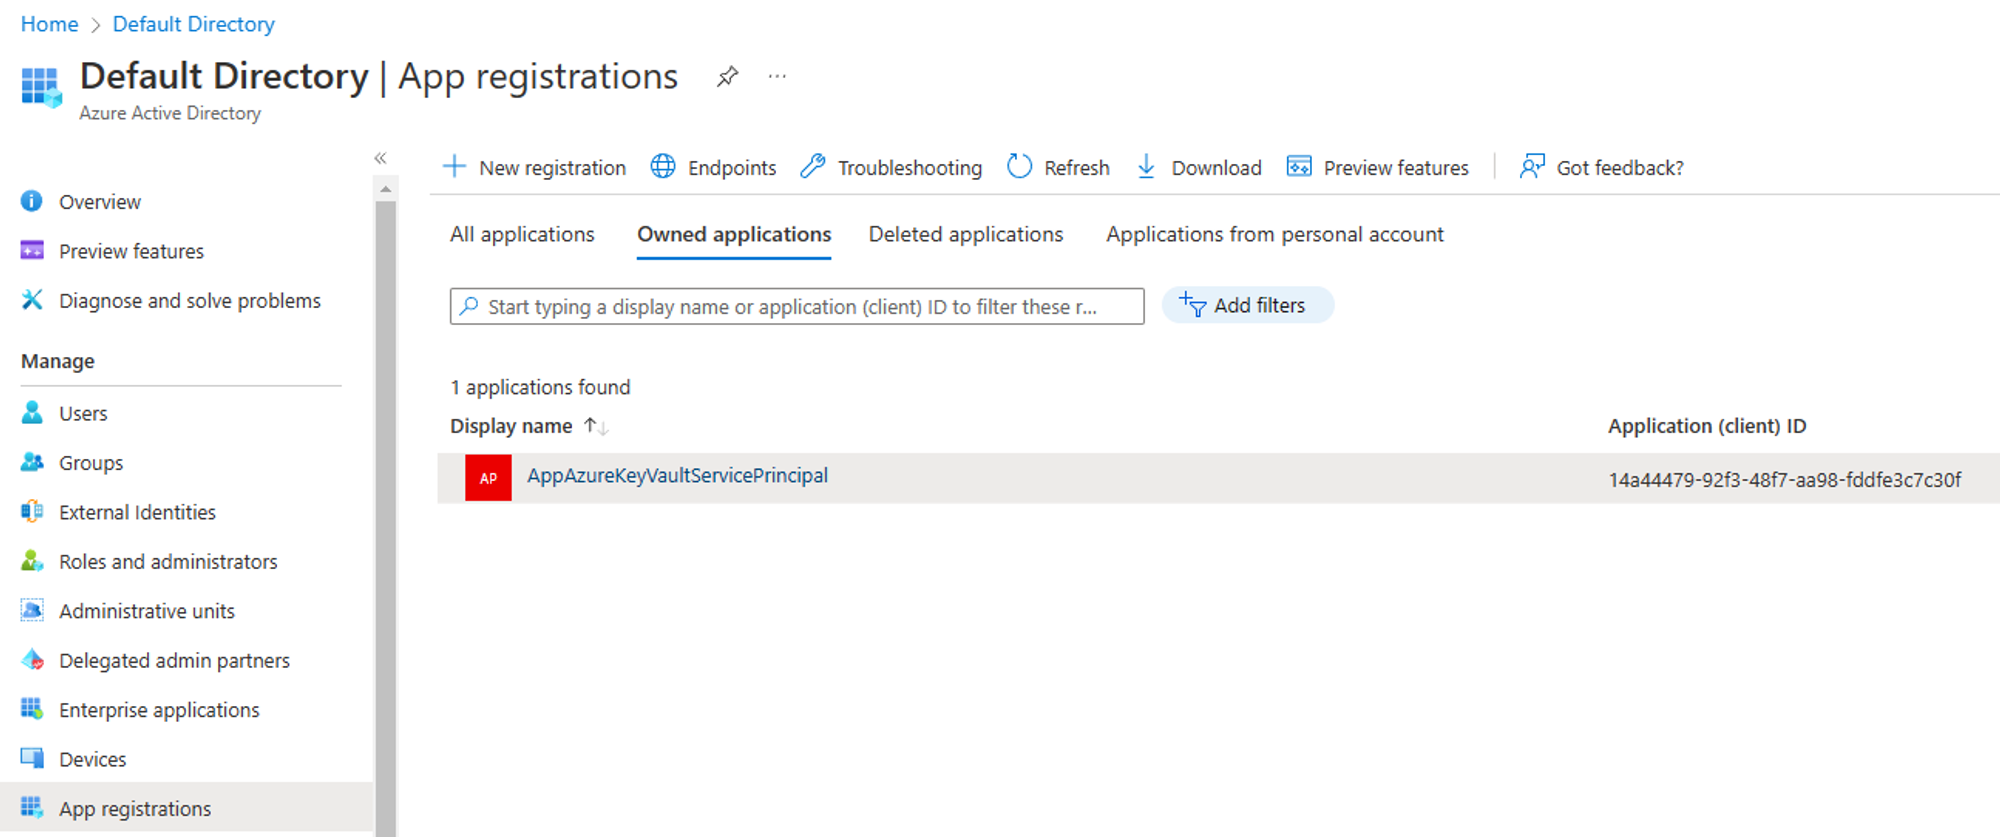 Home > Default Directory
Default Directory | App registrations ...
Azure Active Directory
«
Overview
Preview features
Diagnose and solve problems
Manage
Users
Groups
External Identities
Roles and administrators
Administrative units
Delegated admin partners
Enterprise applications
Devices
App registrations
New registration Endpoints Troubleshooting Refresh Download Preview features Got feedback?
All applications Owned applications Deleted applications Applications from personal account
Start typing a display name or application (client) ID to filter these r... Add filters
1 applications found
Display name ↑↓ Application (client) ID
AP AppAzureKeyVaultServicePrincipal 14a44479-92f3-48f7-aa98-fddfe3c7c30f